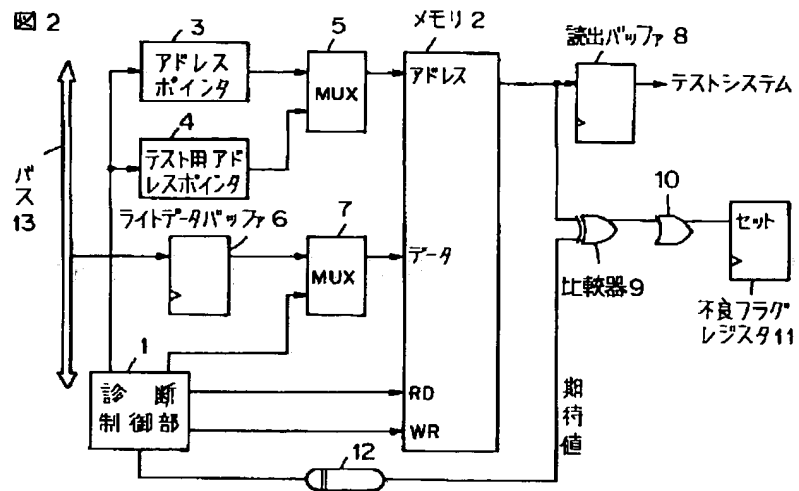 図2
3
アドレス
ポインタ
4
テスト用アド
レスポインタ
5
MUX
メモリ2
アドレス
データ
RD
WR
読出バッファ8
テストシステム
バス
13
ライトデータバッファ6
7
MUX
10
セット
比較器9
不良フラグ
レジスタ11
1
診断
制御部
期待値
12